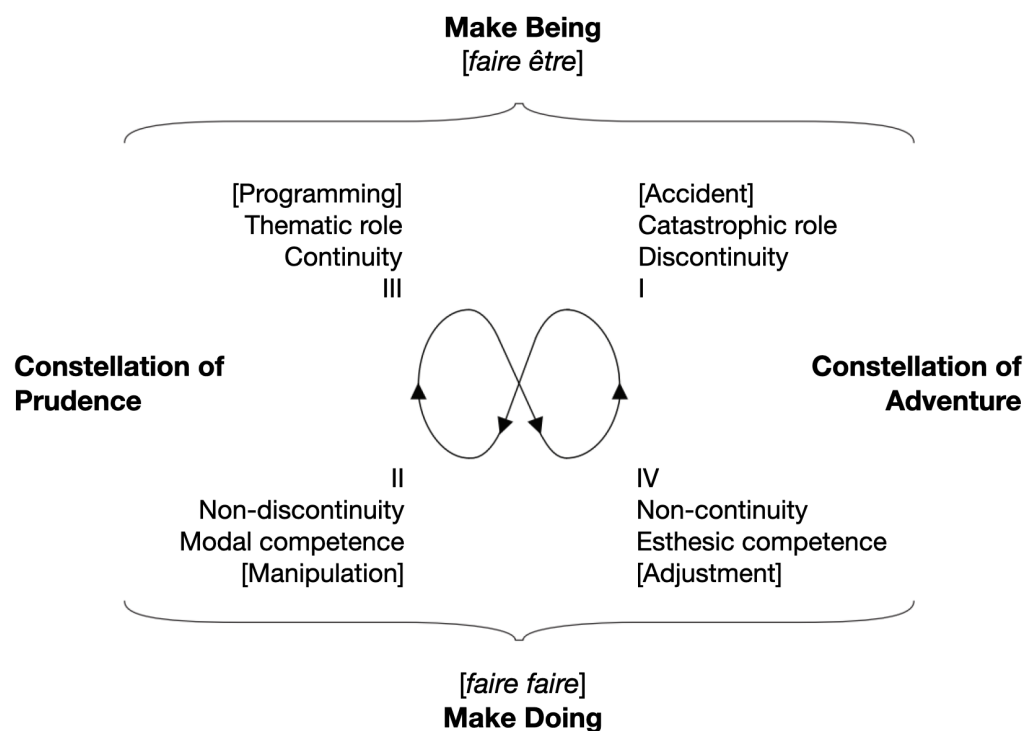 Make Being
[faire être]
[Programming]
Thematic role
Continuity
III
[Accident]
Catastrophic role
Discontinuity
I
Constellation of
Prudence
Constellation of
Adventure
II
Non-discontinuity
Modal competence
[Manipulation]
IV
Non-continuity
Esthesic competence
[Adjustment]
[faire faire]
Make Doing